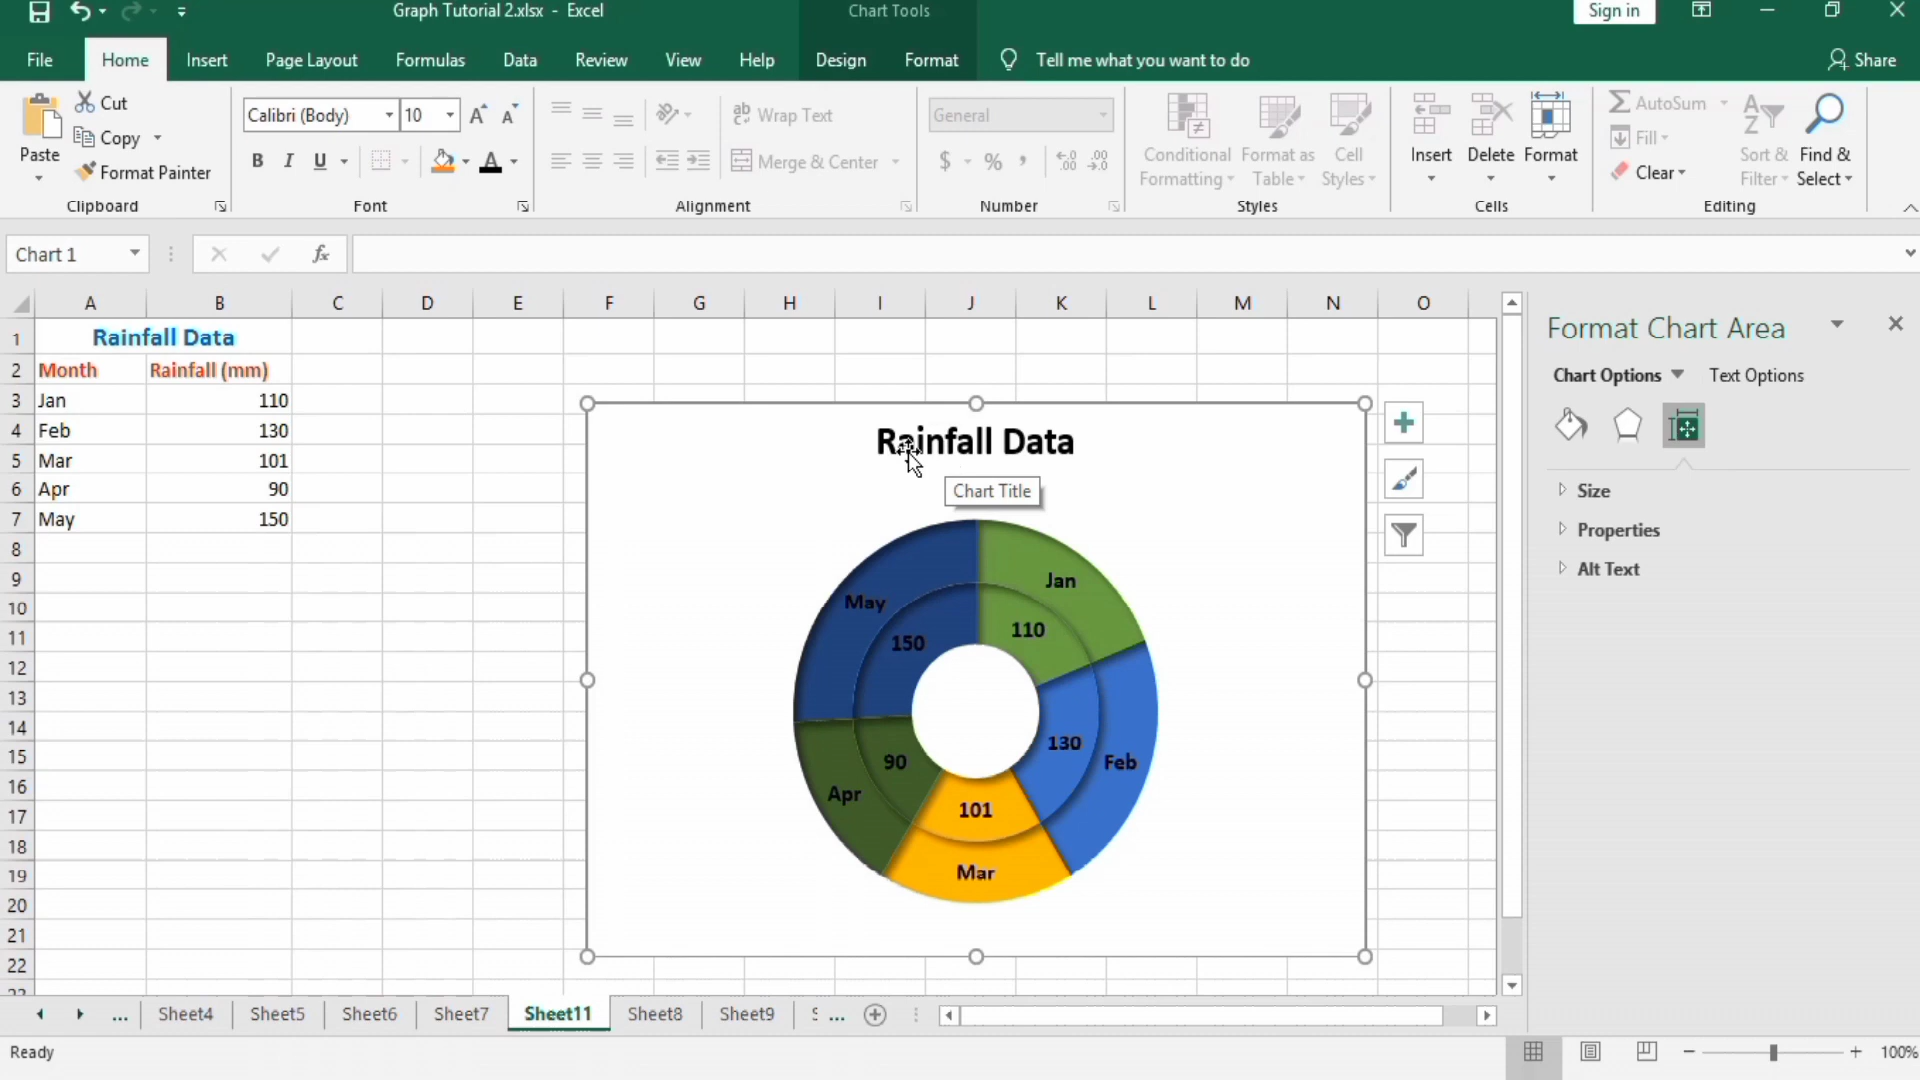 Graph Tutorial 2.xlsx - Excel
Chart Tools
Sign in
File Home Insert Page Layout Formulas Data Review View Help Design Format Tell me what you want to do Share
Paste
Cut
Copy
Format Painter
Clipboard
Calibri (Body) 10
B I U A
Font
Wrap Text
Merge & Center
Alignment
General
$ % ,
Number
Conditional Formatting
Format as Table
Cell Styles
Styles
Insert
Delete
Format
Cells
AutoSum
Fill
Clear
Sort & Filter
Find & Select
Editing
Chart 1
fx
A B C D E F G H I J K L M N O
1 Rainfall Data
2 Month Rainfall (mm)
3 Jan 110
4 Feb 130
5 Mar 101
6 Apr 90
7 May 150
8
9
10
11
12
13
14
15
16
17
18
19
20
21
22
Rainfall Data
Chart Title
Jan
110
May
150
130
Feb
90
Apr
101
Mar
Format Chart Area
Chart Options Text Options
Size
Properties
Alt Text
... Sheet4 Sheet5 Sheet6 Sheet7 Sheet11 Sheet8 Sheet9 ...
Ready
100%